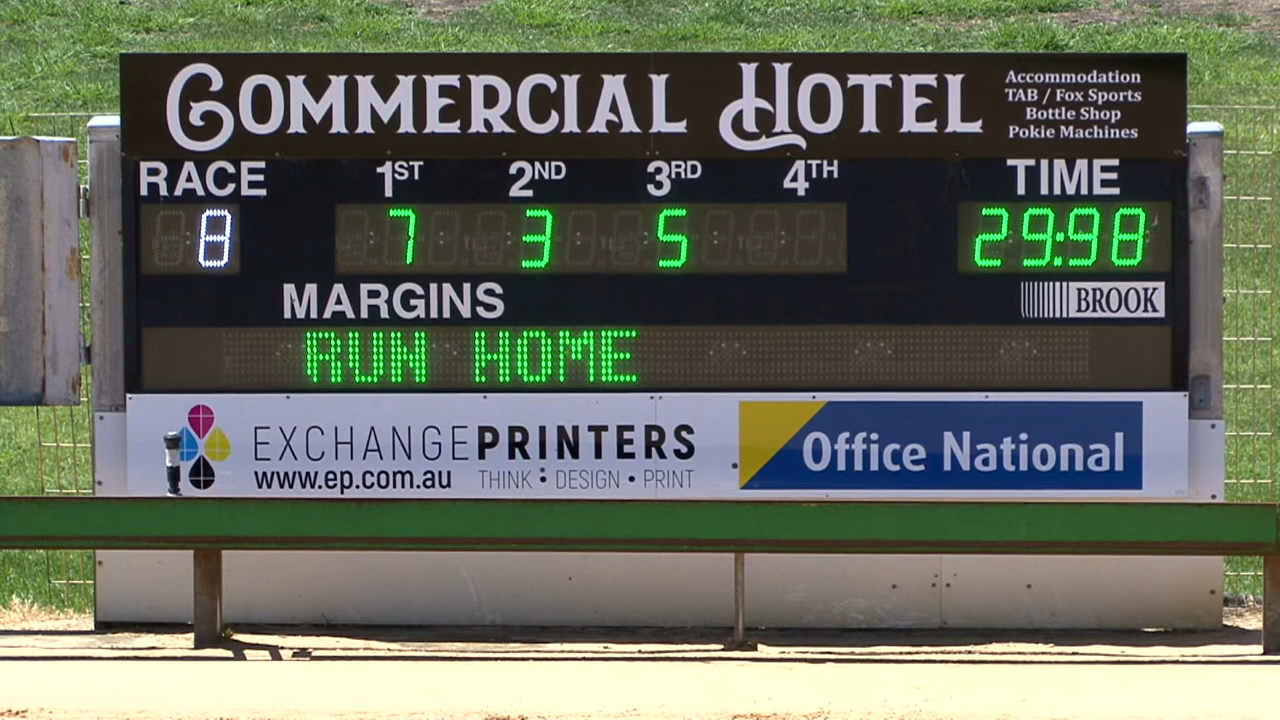 COMMERCIAL HOTEL
Accommodation
TAB / Fox Sports
Bottle Shop
Pokie Machines
RACE 1ST 2ND 3RD 4TH TIME
8 7 3 5 29:98
MARGINS
BROOK
RUN HOME
EXCHANGEPRINTERS
www.ep.com.au THINK : DESIGN • PRINT
Office National